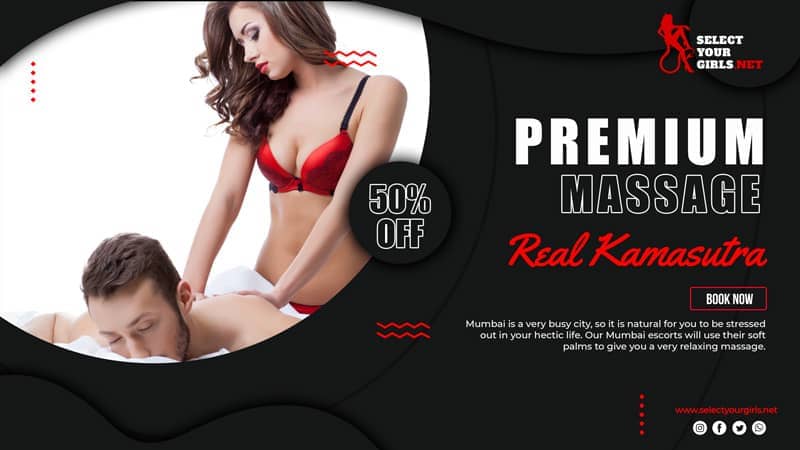 SELECT
YOUR
GIRLS.NET
PREMIUM
MASSAGE
50%
OFF
Real Kamasutra
BOOK NOW
Mumbai is a very busy city, so it is natural for you to be stressed
out in your hectic life. Our Mumbai escorts will use their soft
palms to give you a very relaxing massage.
www.selectyourgirls.net